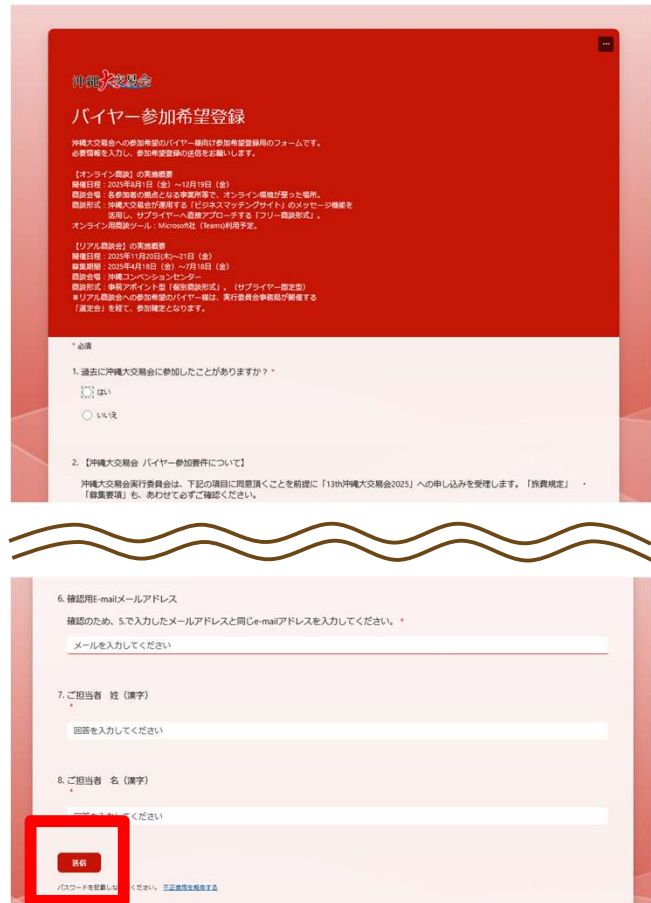 …
沖縄大交易会
バイヤー参加希望登録
沖縄大交易会への参加希望のバイヤー様向け参加希望登録用のフォームです。
必要情報を入力し、参加希望登録の送信をお願いします。
【オンライン商談】の実施概要
開催日程：2025年8月1日（金）～12月19日（金）
商談会場：各参加者の拠点となる事業所等で、オンライン環境が整った場所。
商談形式：沖縄大交易会が運用する「ビジネスマッチングサイト」のメッセージ機能を
活用し、サプライヤーへ直接アプローチする「フリー商談形式」。
オンライン用商談ツール：Microsoft社（Teams)利用予定。
【リアル商談会】の実施概要
開催日程：2025年11月20日(木)～21日（金）
募集期間：2025年4月18日（金）～7月18日（金）
商談会場：沖縄コンベンションセンター
商談形式：事前アポイント型「個別商談形式」。（サプライヤー固定型）
※リアル商談会への参加希望のバイヤー様は、実行委員会事務局が開催する
「選定会」を経て、参加確定となります。
* 必須
1. 過去に沖縄大交易会に参加したことがありますか？ *
はい
いいえ
2. 【沖縄大交易会 バイヤー参加要件について】
沖縄大交易会実行委員会は、下記の項目に同意頂くことを前提に「13th沖縄大交易会2025」への申し込みを受理します。「旅費規定」 ・
「募集要項」も、あわせて必ずご確認ください。
6. 確認用E-mailメールアドレス
確認のため、5.で入力したメールアドレスと同じe-mailアドレスを入力してください。 *
メールを入力してください
7. ご担当者　姓（漢字）
*
回答を入力してください
8. ご担当者　名（漢字）
*
回答を入力してください
送信
パスワードを記載しないでください。 不正使用を報告する